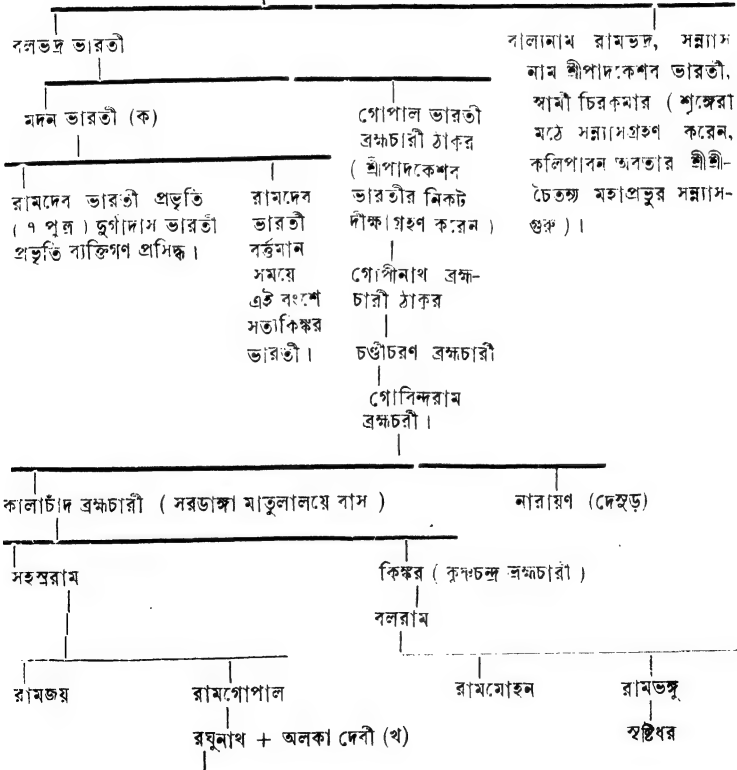 বলভদ্র ভারতী
বাল্যনাম রামভদ্র, সন্ন্যাস
নাম শ্রীপাদকেশব ভারতী,
স্বামী চিরকুমার ( শৃঙ্গেরা
মঠে সন্ন্যাসগ্রহণ করেন,
কলিপাবন অবতার শ্রীশ্রী-
চৈতন্য মহাপ্রভুর সন্ন্যাস-
গুরু ) ।
মদন ভারতী (ক)
গোপাল ভারতী
ব্রহ্মচারী ঠাকুর
( শ্রীপাদকেশব
ভারতীর নিকট
দীক্ষাগ্রহণ করেন )
রামদেব ভারতী প্রভৃতি
( ৭ পুত্র ) দুর্গাদাস ভারতী
প্রভৃতি ব্যক্তিগণ প্রসিদ্ধ ।
রামদেব
ভারতী
বর্ত্তমান
সময়ে
এই বংশে
সত্যকিঙ্কর
ভারতী ।
গোপীনাথ ব্রহ্ম-
চারী ঠাকুর
চণ্ডীচরণ ব্রহ্মচারী
গোবিন্দরাম
ব্রহ্মচরী ।
কালাচাঁদ ব্রহ্মচারী ( সরডাঙ্গা মাতুলালয়ে বাস )
নারায়ণ (দেনুড়)
সহস্ররাম
কিঙ্কর ( কৃষ্ণচন্দ্র ব্রহ্মচারী )
বলরাম
রামজয়
রামগোপাল
রামমোহন
রামভঙ্গু
রঘুনাথ + অলকা দেবী (খ)
সৃষ্টিধর